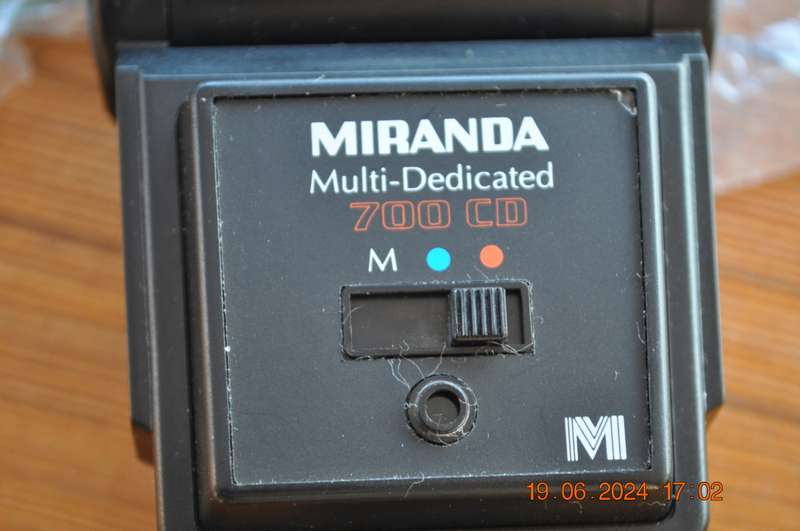 MIRANDA
Multi-Dedicated
700 CD
M
M
19.06.2024 17:02